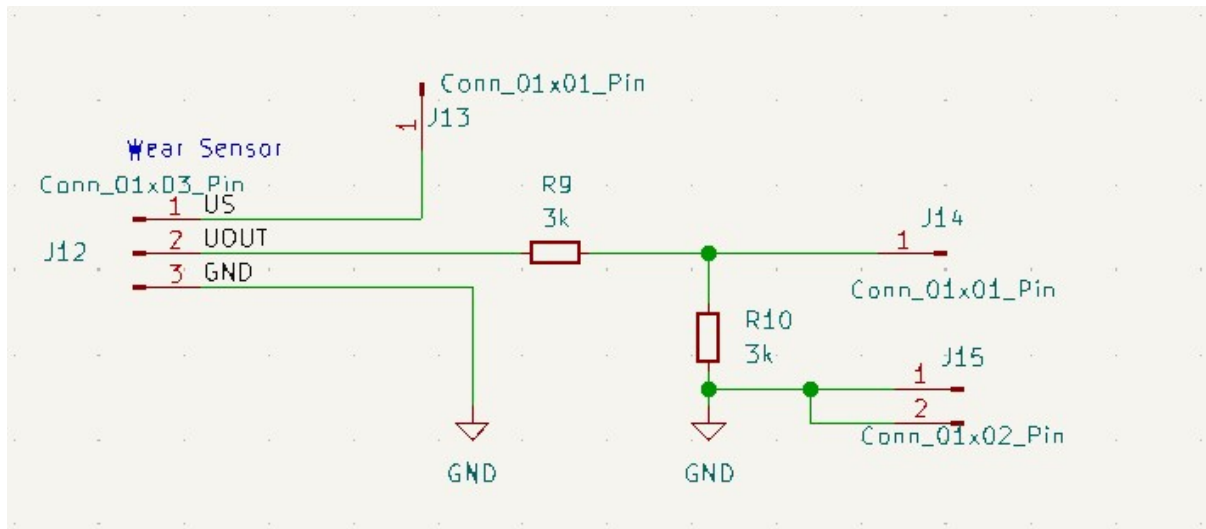 Conn_01x01_Pin
1
J13
Wear Sensor
Conn_01x03_Pin
1 US
J12
2 UOUT
3 GND
R9
3k
1
J14
Conn_01x01_Pin
R10
3k
J15
1
2
Conn_01x02_Pin
GND
GND